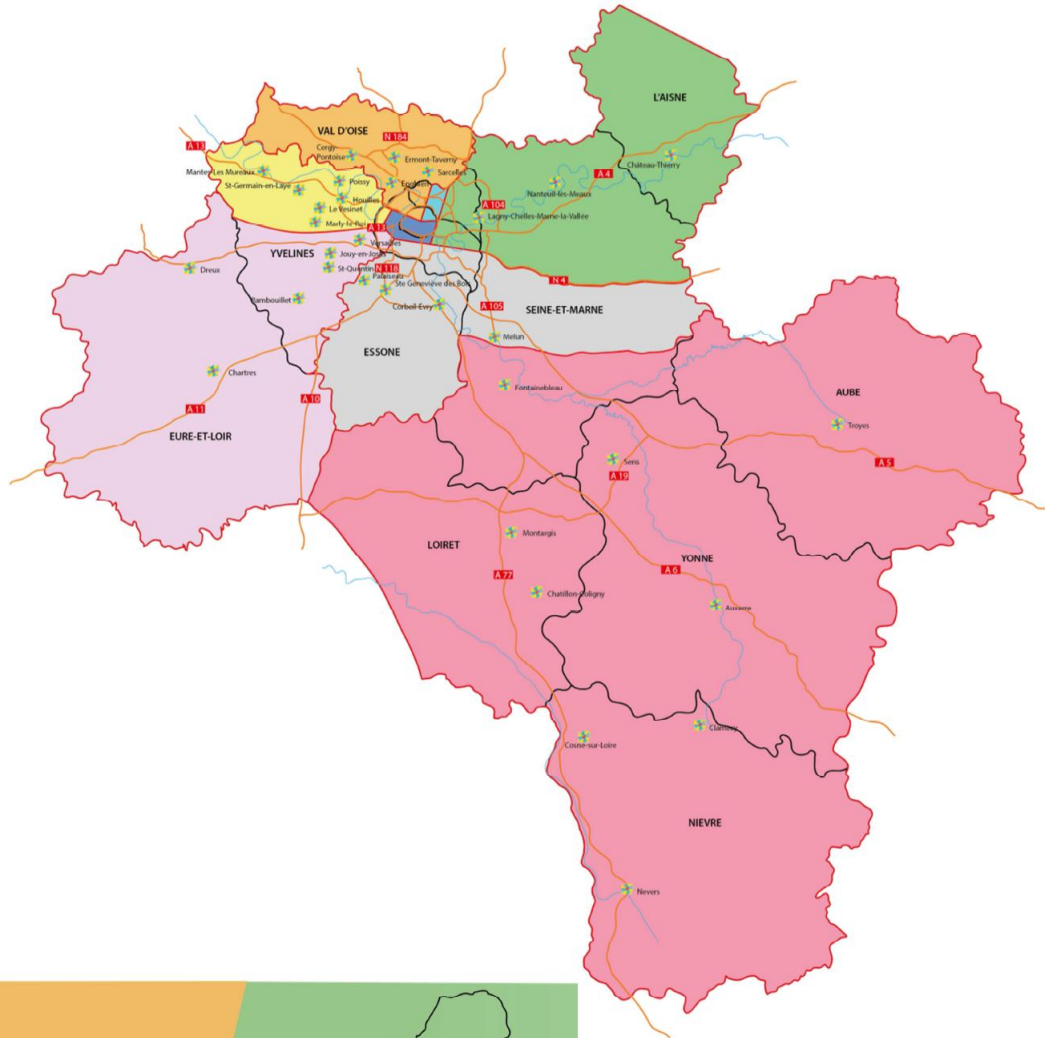 L'AISNE
VAL D'OISE
N 184
A 13
Cergy-
Pontoise
Ermont-Taverny
Château-Thierry
Mantes-Les Mureaux
Sarcelles
A 4
St-Germain-en-Laye
Poissy
Enghien
Nanteuil-lès-Meaux
Houilles
Le Vesinet
A 104
Lagny-Chelles-Marne-la-Vallée
Marly-le-Roi
A 13
Versailles
YVELINES
Jouy-en-Josas
Dreux
St-Quentin
N 118
Palaiseau
N 4
Ste Geneviève des Bois
Rambouillet
Corbeil-Evry
A 105
SEINE-ET-MARNE
Melun
ESSONE
Chartres
Fontainebleau
AUBE
A 10
A 11
Troyes
EURE-ET-LOIR
Sens
A 5
A 19
Montargis
LOIRET
YONNE
A 77
A 6
Chatillon-Coligny
Auxerre
Clamecy
Cosne-sur-Loire
NIEVRE
Nevers